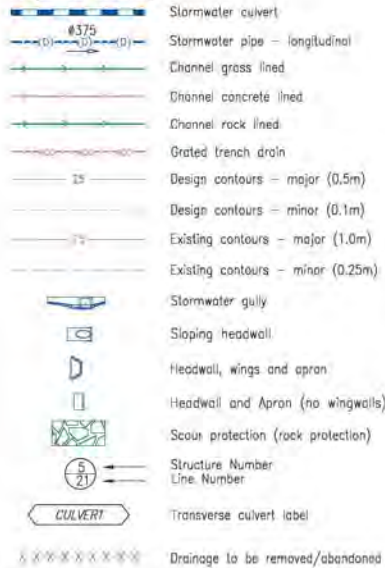 Stormwater culvert
ø375
(D) (D) (D) Stormwater pipe – longitudinal
Channel grass lined
Channel concrete lined
Channel rock lined
Grated trench drain
25 Design contours – major (0.5m)
Design contours – minor (0.1m)
Existing contours – major (1.0m)
Existing contours – minor (0.25m)
Stormwater gully
Sloping headwall
Headwall, wings and apron
Headwall and Apron (no wingwalls)
Scour protection (rock protection)
5 Structure Number
21 Line Number
CULVERT Transverse culvert label
Drainage to be removed/abandoned